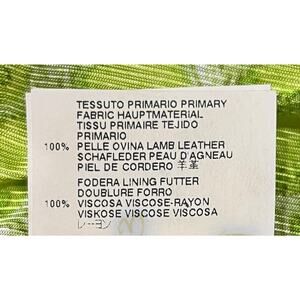 TESSUTO PRIMARIO PRIMARY
FABRIC HAUPTMATERIAL
TISSU PRIMAIRE TEJIDO
PRIMARIO
100% PELLE OVINA LAMB LEATHER
SCHAFLEDER PEAU D'AGNEAU
PIEL DE CORDERO 羊革
FODERA LINING FUTTER
DOUBLURE FORRO
100% VISCOSA VISCOSE-RAYON
VISKOSE VISCOSE VISCOSA
レーヨン